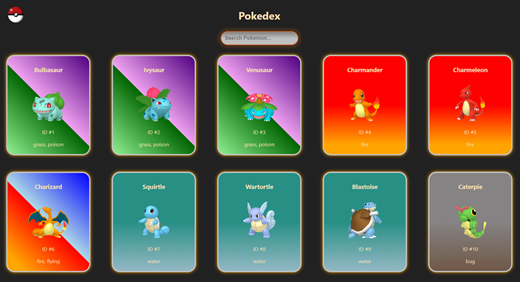 Pokedex
Search Pokemon...
Bulbasaur
ID #1
grass, poison
Ivysaur
ID #2
grass, poison
Venusaur
ID #3
grass, poison
Charmander
ID #4
fire
Charmeleon
ID #5
fire
Charizard
ID #6
fire, flying
Squirtle
ID #7
water
Wartortle
ID #8
water
Blastoise
ID #9
water
Caterpie
ID #10
bug